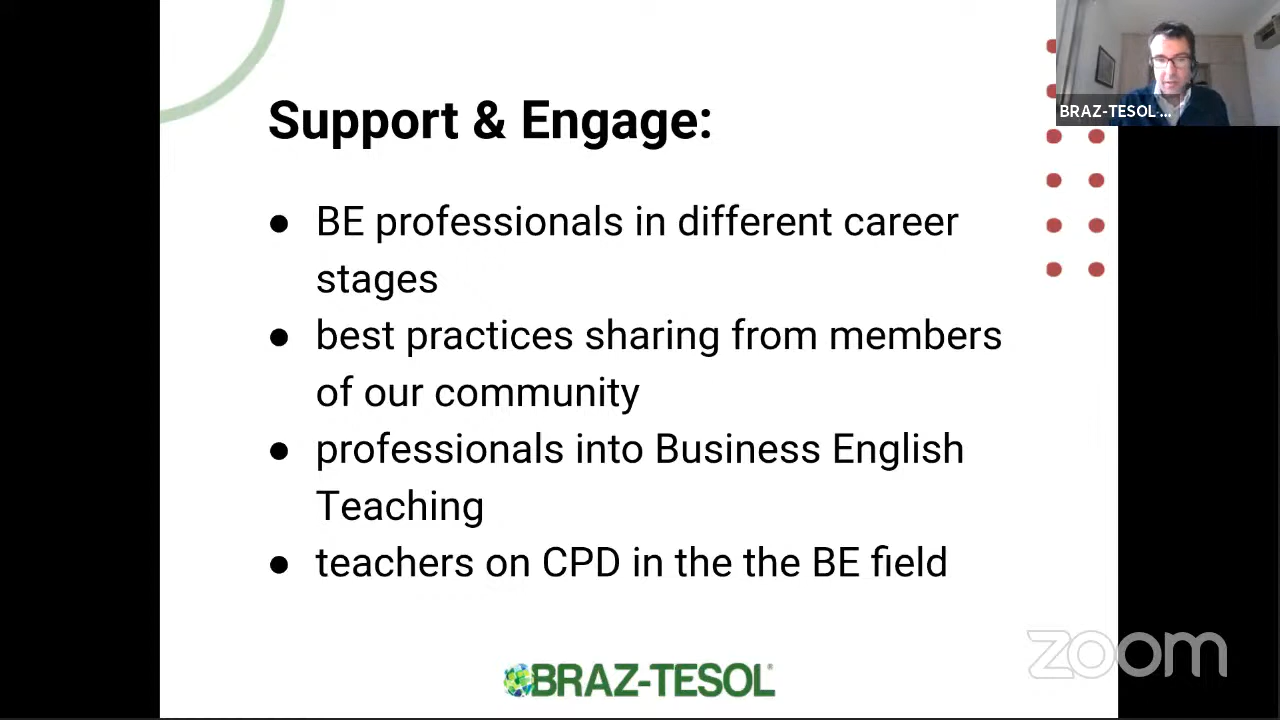 Support & Engage:
BRAZ-TESOL ...
● BE professionals in different career
stages
● best practices sharing from members
of our community
● professionals into Business English
Teaching
● teachers on CPD in the the BE field
BRAZ-TESOL®
zoom